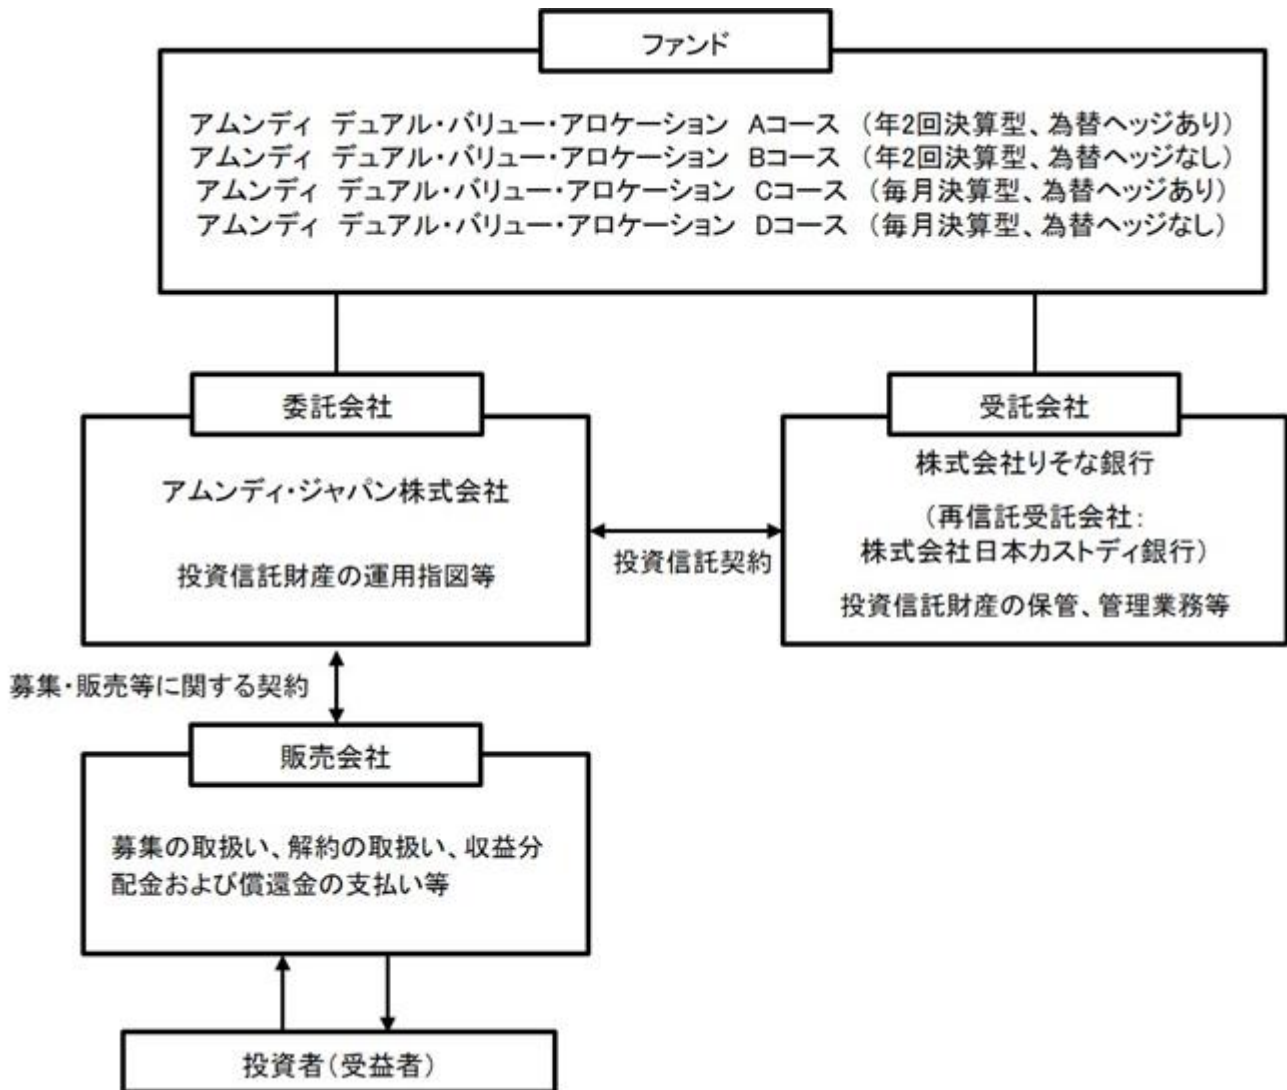 ファンド
アムンディ デュアル・バリュー・アロケーション Aコース (年2回決算型、為替ヘッジあり)
アムンディ デュアル・バリュー・アロケーション Bコース (年2回決算型、為替ヘッジなし)
アムンディ デュアル・バリュー・アロケーション Cコース (毎月決算型、為替ヘッジあり)
アムンディ デュアル・バリュー・アロケーション Dコース (毎月決算型、為替ヘッジなし)
委託会社
アムンディ・ジャパン株式会社
投資信託財産の運用指図等
投資信託契約
受託会社
株式会社りそな銀行
(再信託受託会社:
株式会社日本カストディ銀行)
投資信託財産の保管、管理業務等
募集・販売等に関する契約
販売会社
募集の取扱い、解約の取扱い、収益分
配金および償還金の支払い等
投資者(受益者)